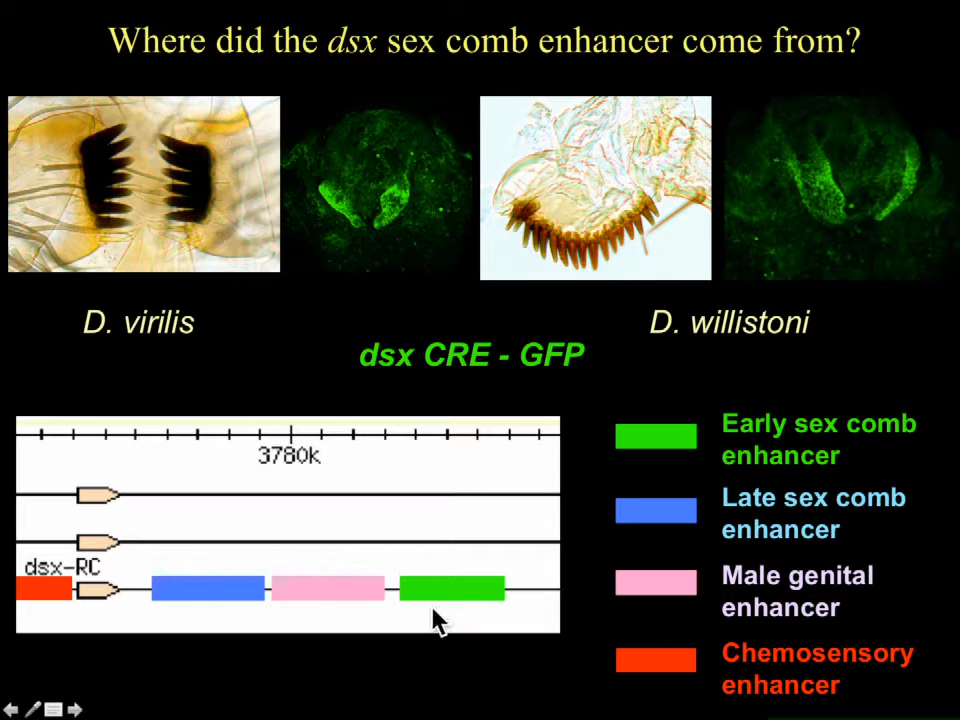 Where did the dsx sex comb enhancer come from?
D. virilis
D. willistoni
dsx CRE - GFP
3780k
dsx-RC
Early sex comb
enhancer
Late sex comb
enhancer
Male genital
enhancer
Chemosensory
enhancer